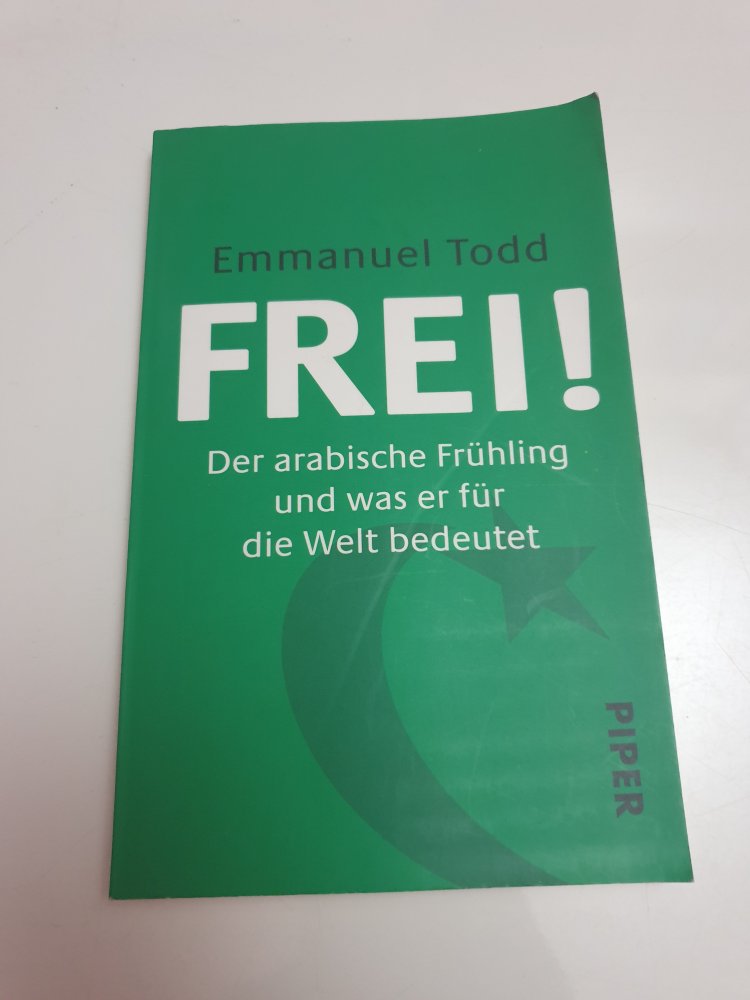 Emmanuel Todd
FREI!
Der arabische Frühling
und was er für
die Welt bedeutet
PIPER